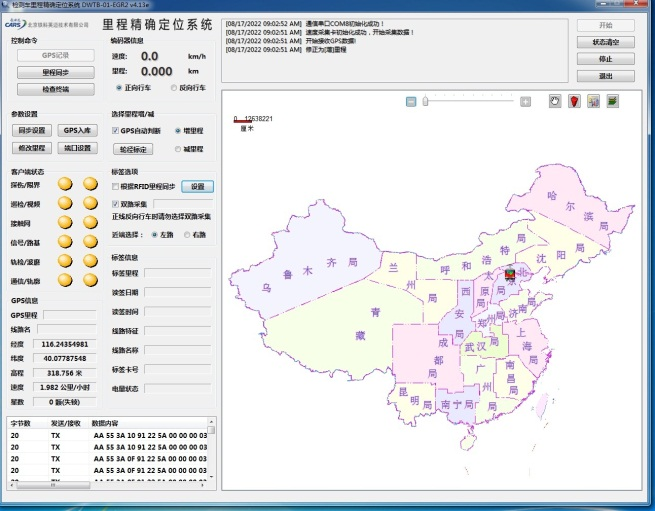 检测车里程精确定位系统 DWTB-01-EGR2 v4.13e
里程精确定位系统
控制命令
GPS记录
里程同步
检查终端
编码器信息
速度: 0.0 km/h
里程: 0.000 km
正向行车 反向行车
[08/17/2022 09:02:52 AM] 通信串口COM8初始化成功！
[08/17/2022 09:02:51 AM] 速度采集卡初始化成功，开始采集数据！
[08/17/2022 09:02:51 AM] 开始接收GPS数据!
[08/17/2022 09:02:51 AM] 修正为[增]里程
开始
状态清空
停止
退出
参数设置
同步设置 GPS入库
修改里程 端口设置
选择里程增/减
GPS自动判断 增里程
轮径标定 减里程
客户端状态
探伤/限界
巡检/视频
接触网
信号/路基
轨检/滚磨
通信/轨廓
标签选项
根据RFID里程同步 设置
双路采集
正线反向行车时请勿选择双路采集
近端选择: 左路 右路
标签信息
标签里程
读签日期
读签时间
线路特征
线路名称
标签卡号
电量状态
GPS信息
GPS里程
线路名
经度 116.24354981
纬度 40.07787548
高程 318.756 米
速度 1.982 公里/小时
星数 0 颗(失锁)
字节数 发送/接收 数据内容
20 TX AA 55 3A 10 91 22 5A 00 00 00 03
20 TX AA 55 3A 10 91 22 5A 00 00 00 03
20 TX AA 55 3A 0F 91 22 5A 00 00 00 03
20 TX AA 55 3A 0F 91 22 5A 00 00 00 03
厘米
哈尔滨局
沈阳局
呼和浩特局
兰州局
乌鲁木齐局
青藏
太原局
北京
西安局
郑州局
济南局
武汉局
上海局
成都局
广州局
南昌局
昆明局
南宁局